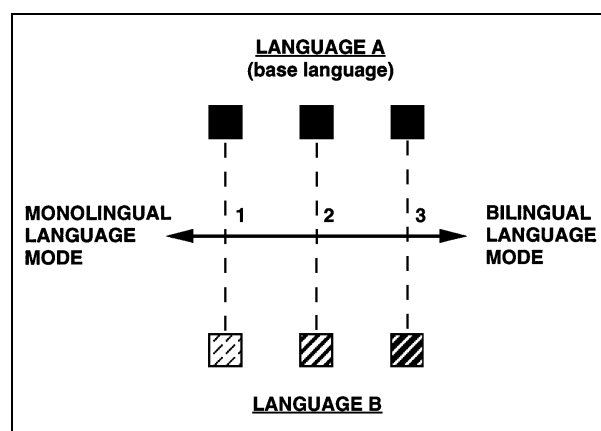 LANGUAGE A
(base language)
MONOLINGUAL
LANGUAGE
MODE
1
2
3
BILINGUAL
LANGUAGE
MODE
LANGUAGE B